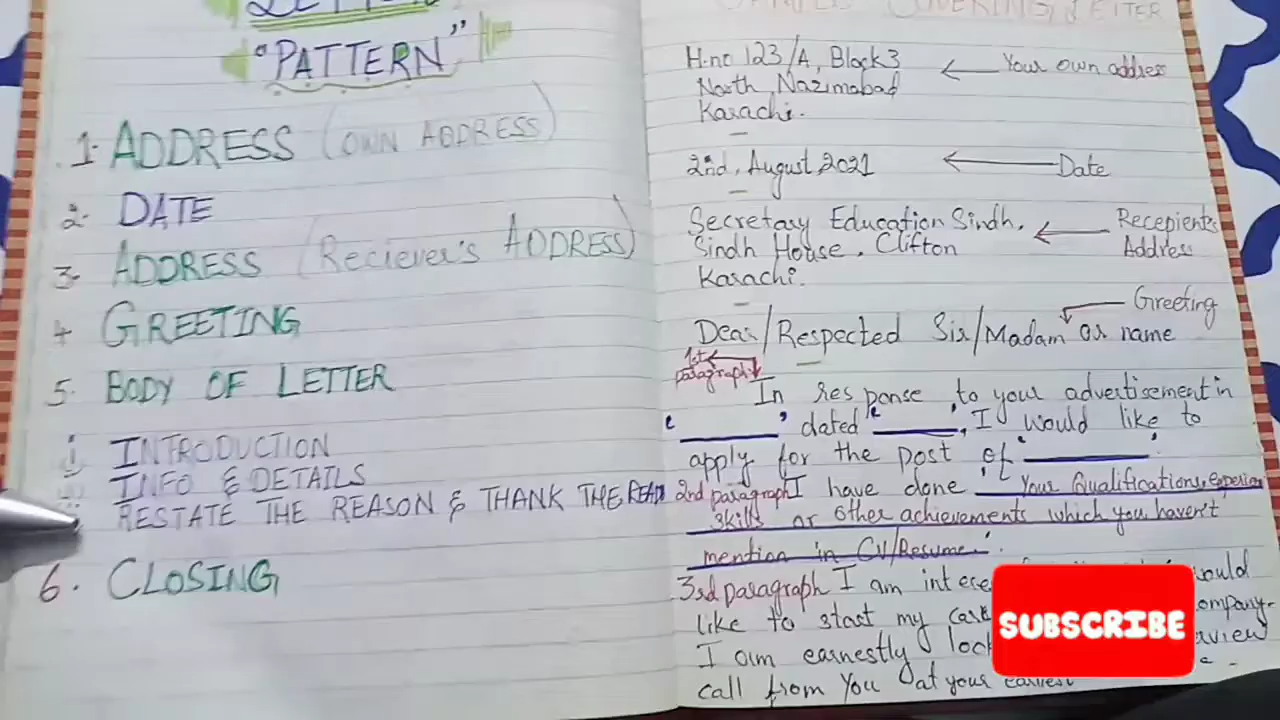 "PATTERN"
1. ADDRESS (OWN ADDRESS)
2. DATE
3. ADDRESS (Reciever's ADDRESS)
4 GREETING
5. BODY OF LETTER
i INTRODUCTION
INFO & DETAILS
RESTATE THE REASON & THANK THE READ
6. CLOSING
COVERING LETTER
H.no 123/A, Block 3
Your own address
North, Nazimabad
Karachi.
2nd, August, 2021
Date
Secretary Education Sindh,
Sindh House, Clifton
Karachi.
Recepients
Address
Greeting
Dear/Respected Sir/Madam or name
1st
paragraph
In response to your advertisement in
' ' dated ' ', I would like to
apply for the post of ' '.
2nd paragraph I have done ' Your Qualifications, experien
skills or other achievements which you haven't
mention in CV/Resume.'
3rd paragraph I am
like to start my ompany.
I am earnestly
call from you at your earliest
SUBSCRIBE